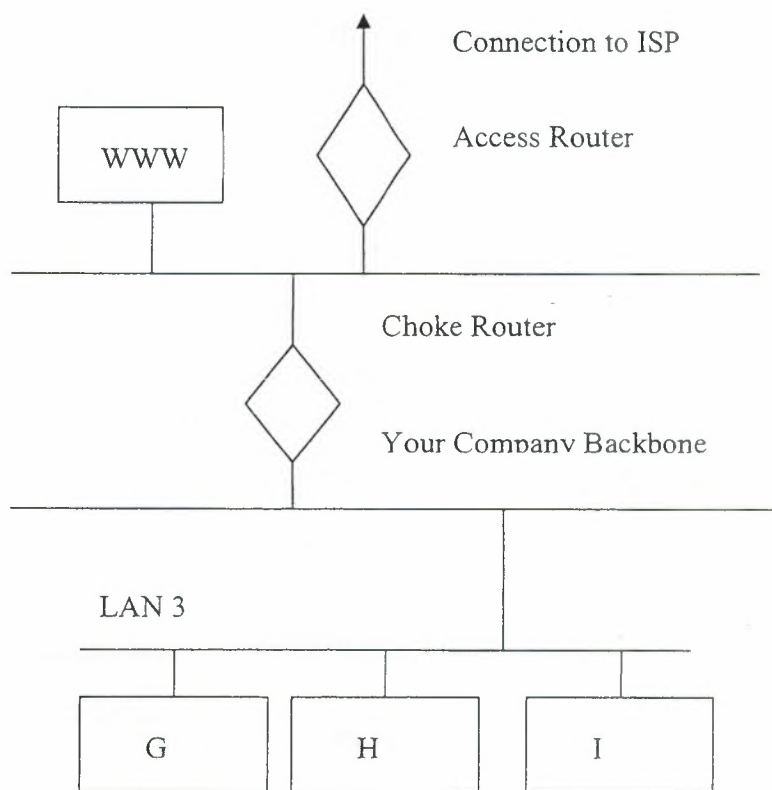 Connection to ISP
WWW
Access Router
Choke Router
Your Company Backbone
LAN 3
G H I